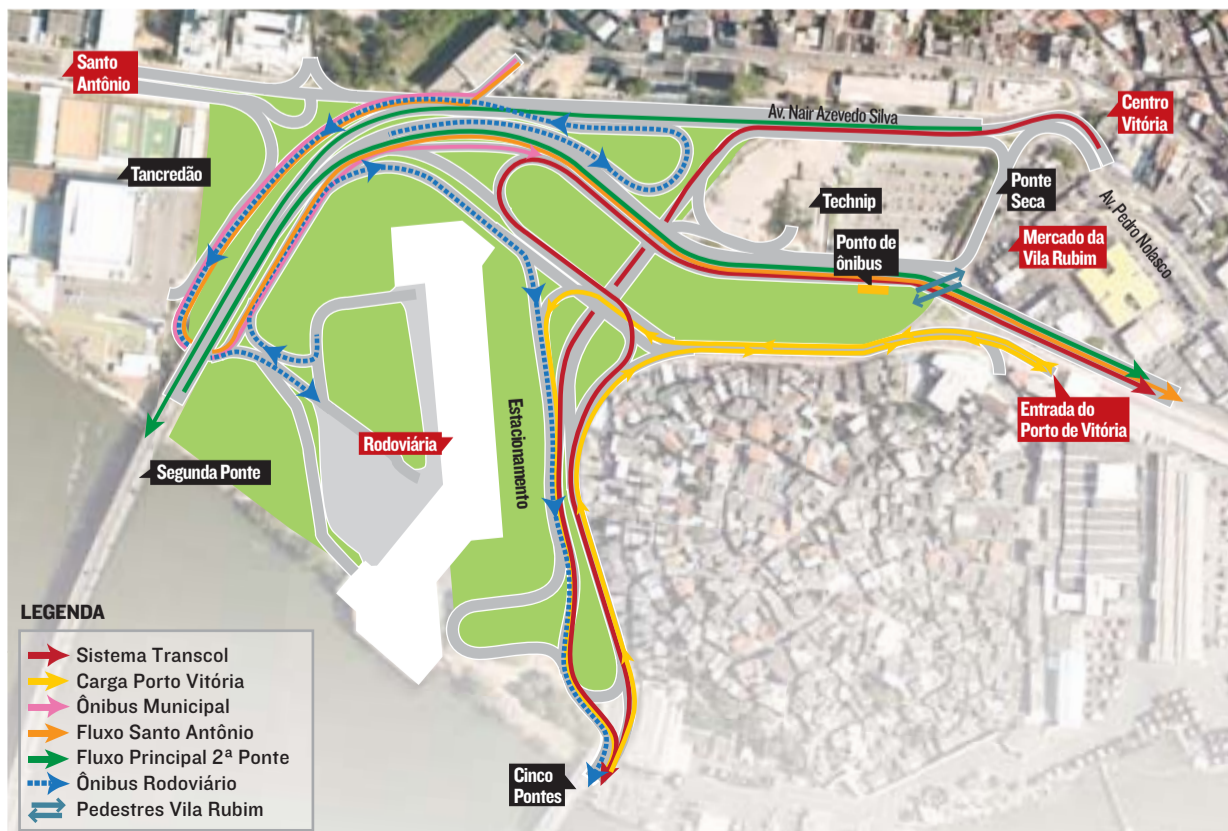 Santo
Antônio
Av. Nair Azevedo Silva
Centro
Vitória
Tancredão
Technip
Ponte
Seca
Av. Pedro Nolasco
Mercado da
Vila Rubim
Ponto de
ônibus
Entrada do
Porto de Vitória
Estacionamento
Rodoviária
Segunda Ponte
Cinco
Pontes
LEGENDA
Sistema Transcol
Carga Porto Vitória
Ônibus Municipal
Fluxo Santo Antônio
Fluxo Principal 2ª Ponte
Ônibus Rodoviário
Pedestres Vila Rubim